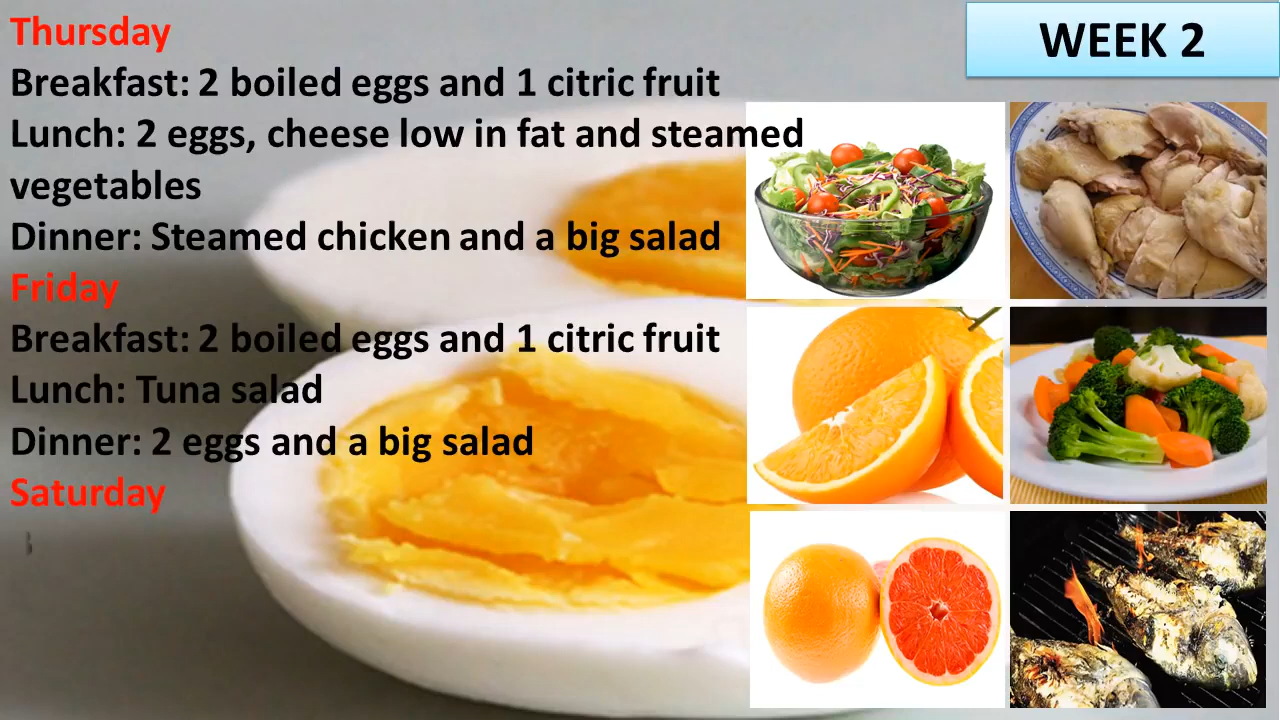 Thursday
WEEK 2
Breakfast: 2 boiled eggs and 1 citric fruit
Lunch: 2 eggs, cheese low in fat and steamed
vegetables
Dinner: Steamed chicken and a big salad
Friday
Breakfast: 2 boiled eggs and 1 citric fruit
Lunch: Tuna salad
Dinner: 2 eggs and a big salad
Saturday